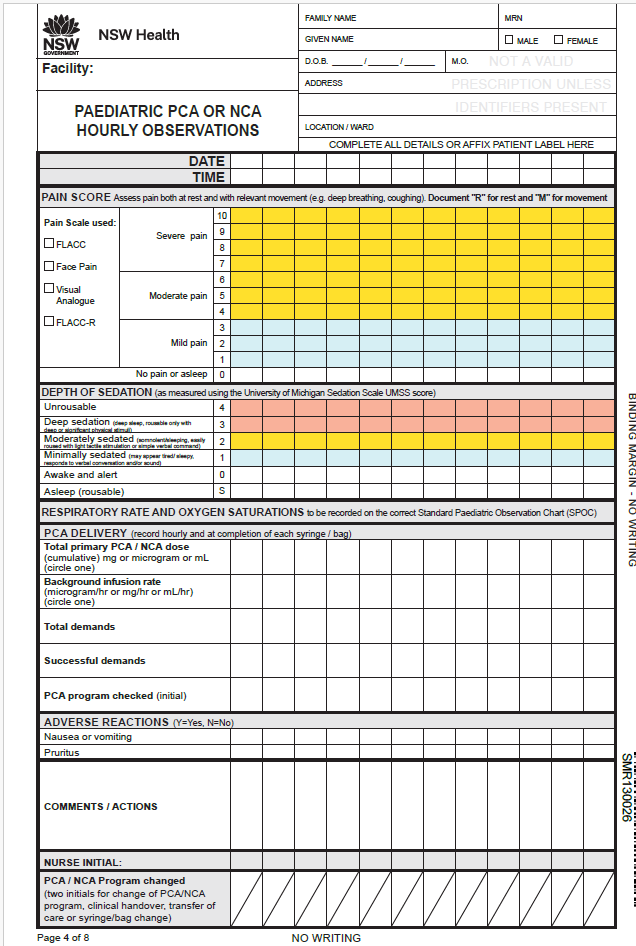 NSW
GOVERNMENT
NSW Health
Facility:
PAEDIATRIC PCA OR NCA
HOURLY OBSERVATIONS
FAMILY NAME
MRN
GIVEN NAME
MALE FEMALE
D.O.B. _______ / _______ / _______
M.O.
NOT A VALID
ADDRESS
PRESCRIPTION UNLESS
IDENTIFIERS PRESENT
LOCATION / WARD
COMPLETE ALL DETAILS OR AFFIX PATIENT LABEL HERE
DATE
TIME
PAIN SCORE Assess pain both at rest and with relevant movement (e.g. deep breathing, coughing). Document "R" for rest and "M" for movement
Pain Scale used:
FLACC
Face Pain
Visual
Analogue
FLACC-R
Severe pain
10
9
8
7
Moderate pain
6
5
4
Mild pain
3
2
1
No pain or asleep 0
DEPTH OF SEDATION (as measured using the University of Michigan Sedation Scale UMSS score)
Unrousable 4
Deep sedation (deep sleep, rousable only with
deep or significant physical stimuli) 3
Moderately sedated (somnolent/sleeping, easily
roused with light tactile stimulation or simple verbal command) 2
Minimally sedated (may appear tired/ sleepy,
responds to verbal conversation and/or sound) 1
Awake and alert 0
Asleep (rousable) S
RESPIRATORY RATE AND OXYGEN SATURATIONS to be recorded on the correct Standard Paediatric Observation Chart (SPOC)
PCA DELIVERY (record hourly and at completion of each syringe / bag)
Total primary PCA / NCA dose
(cumulative) mg or microgram or mL
(circle one)
Background infusion rate
(microgram/hr or mg/hr or mL/hr)
(circle one)
Total demands
Successful demands
PCA program checked (initial)
ADVERSE REACTIONS (Y=Yes, N=No)
Nausea or vomiting
Pruritus
COMMENTS / ACTIONS
NURSE INITIAL:
PCA / NCA Program changed
(two initials for change of PCA/NCA
program, clinical handover, transfer of
care or syringe/bag change)
Page 4 of 8
NO WRITING
BINDING MARGIN - NO WRITING
SMR130026